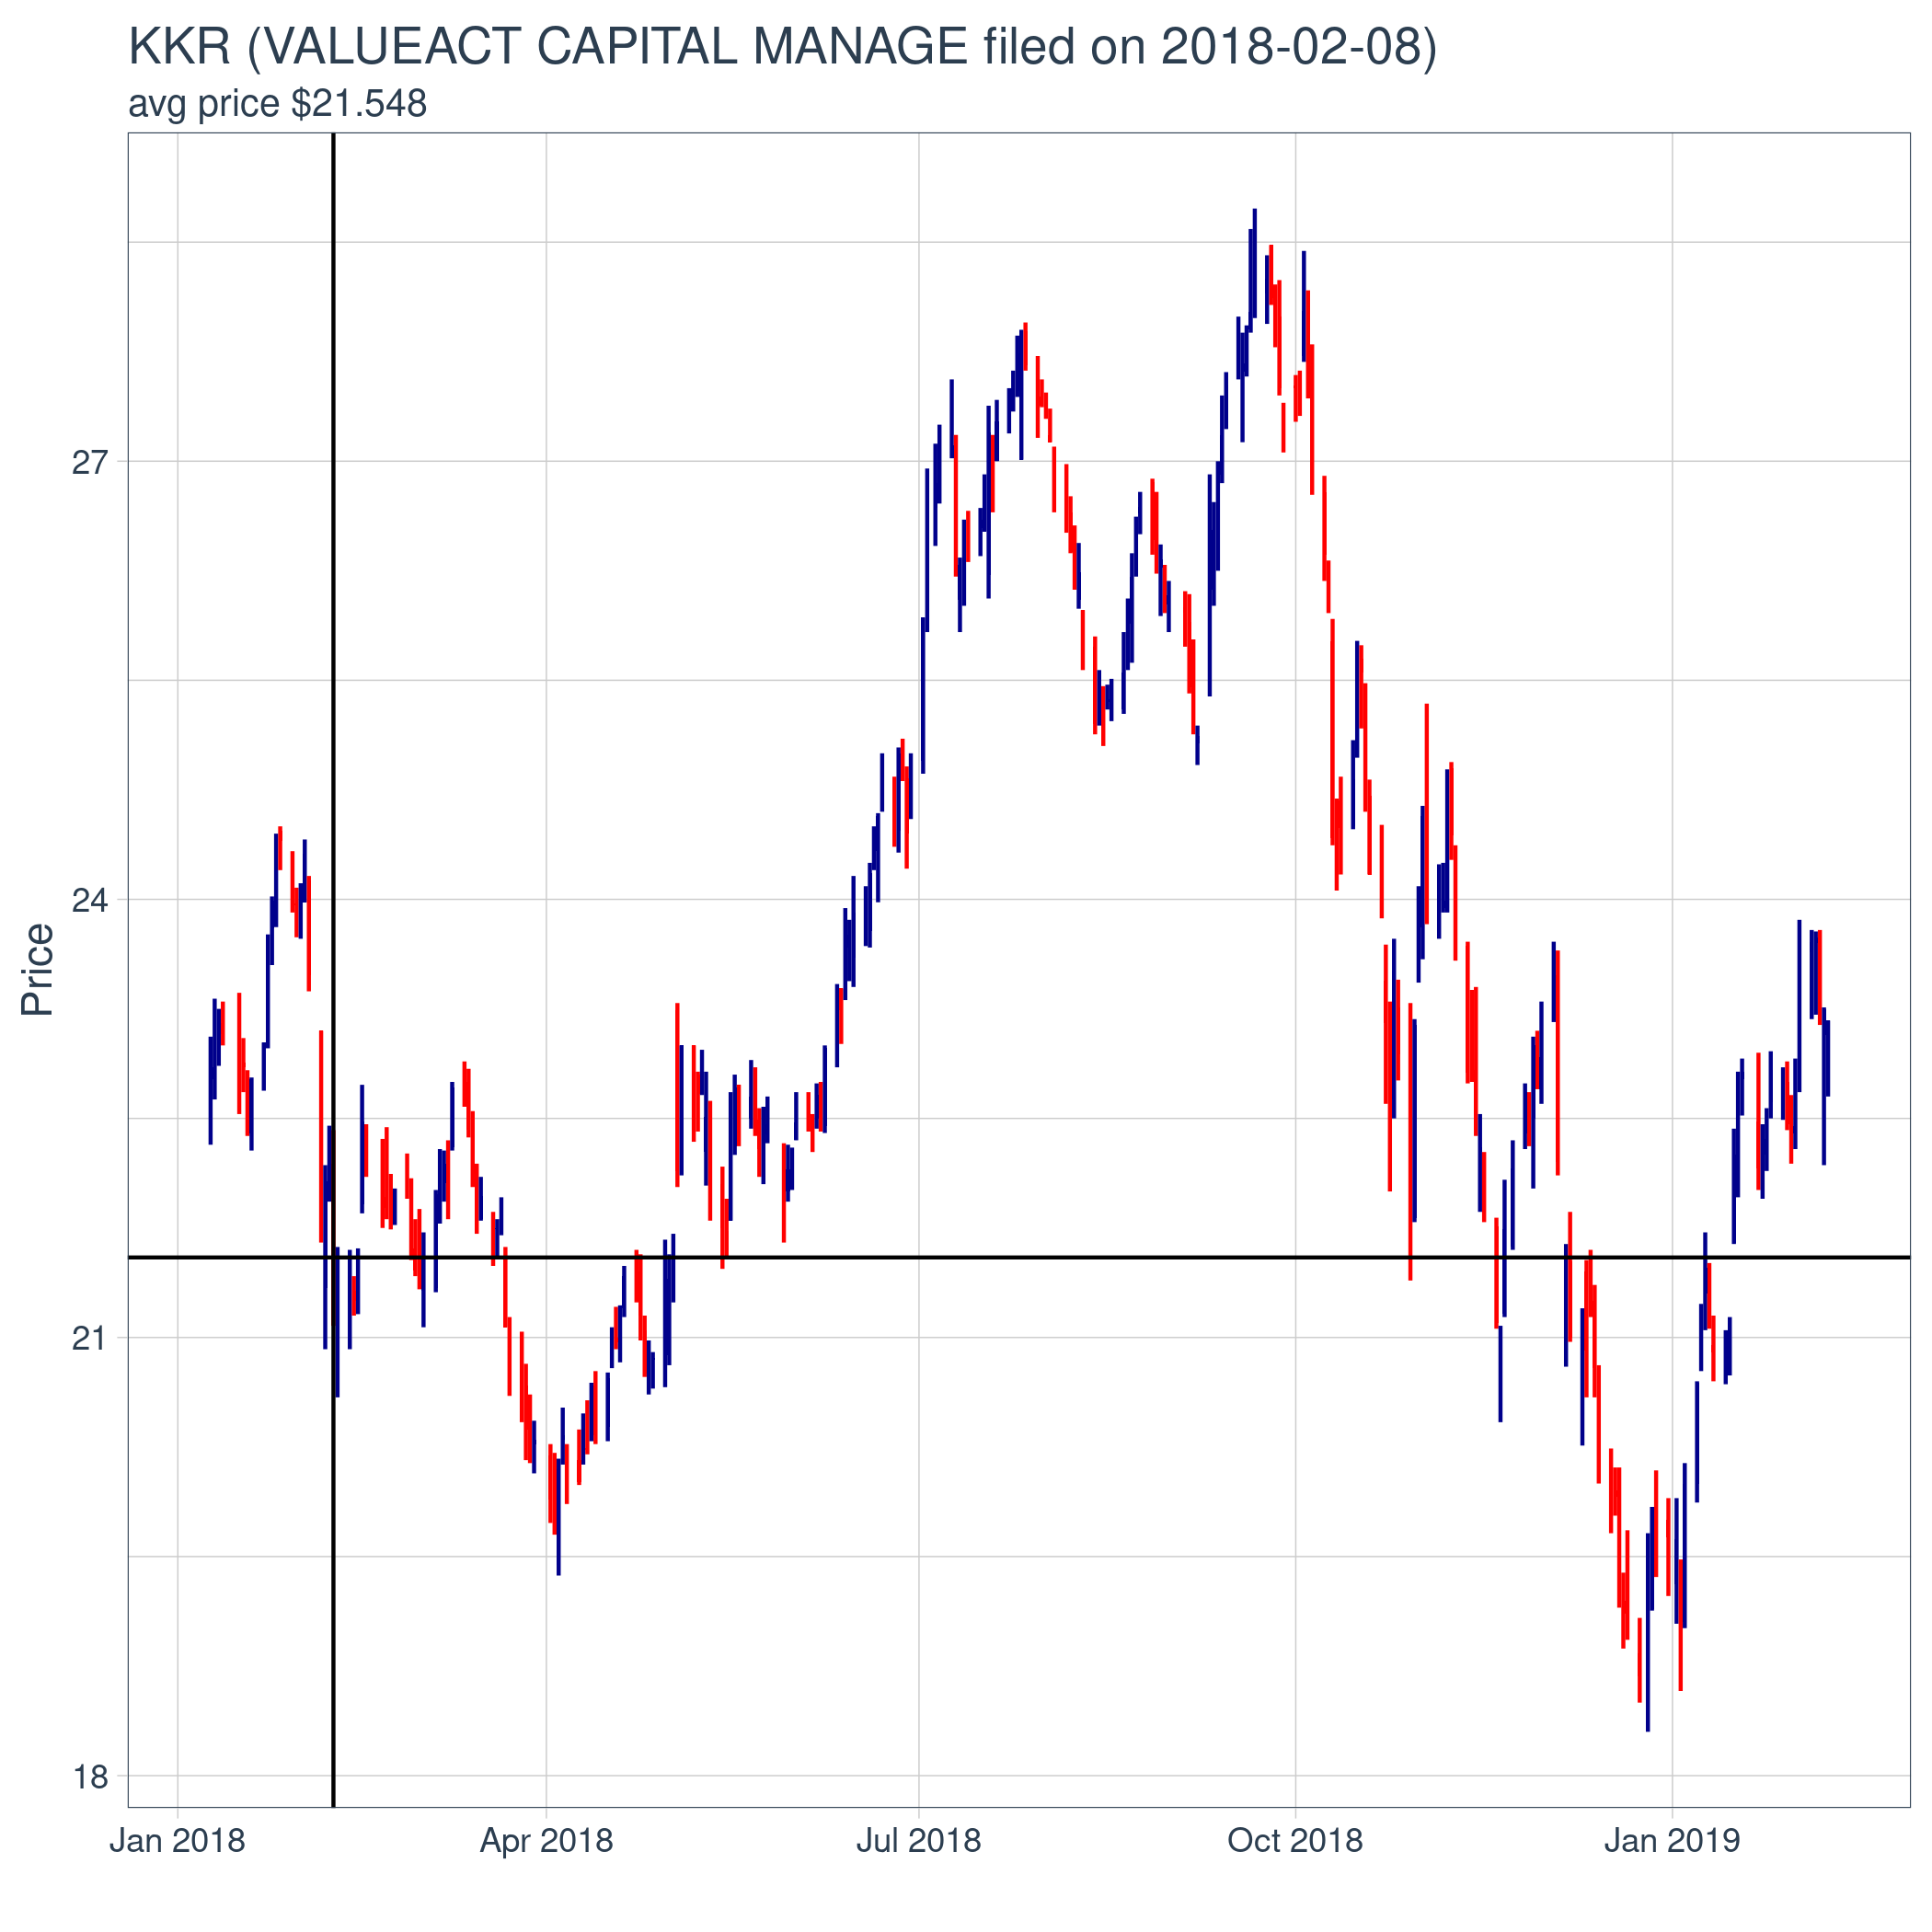 KKR (VALUEACT CAPITAL MANAGE filed on 2018-02-08)
avg price $21.548
Price
27
24
21
18
Jan 2018
Apr 2018
Jul 2018
Oct 2018
Jan 2019